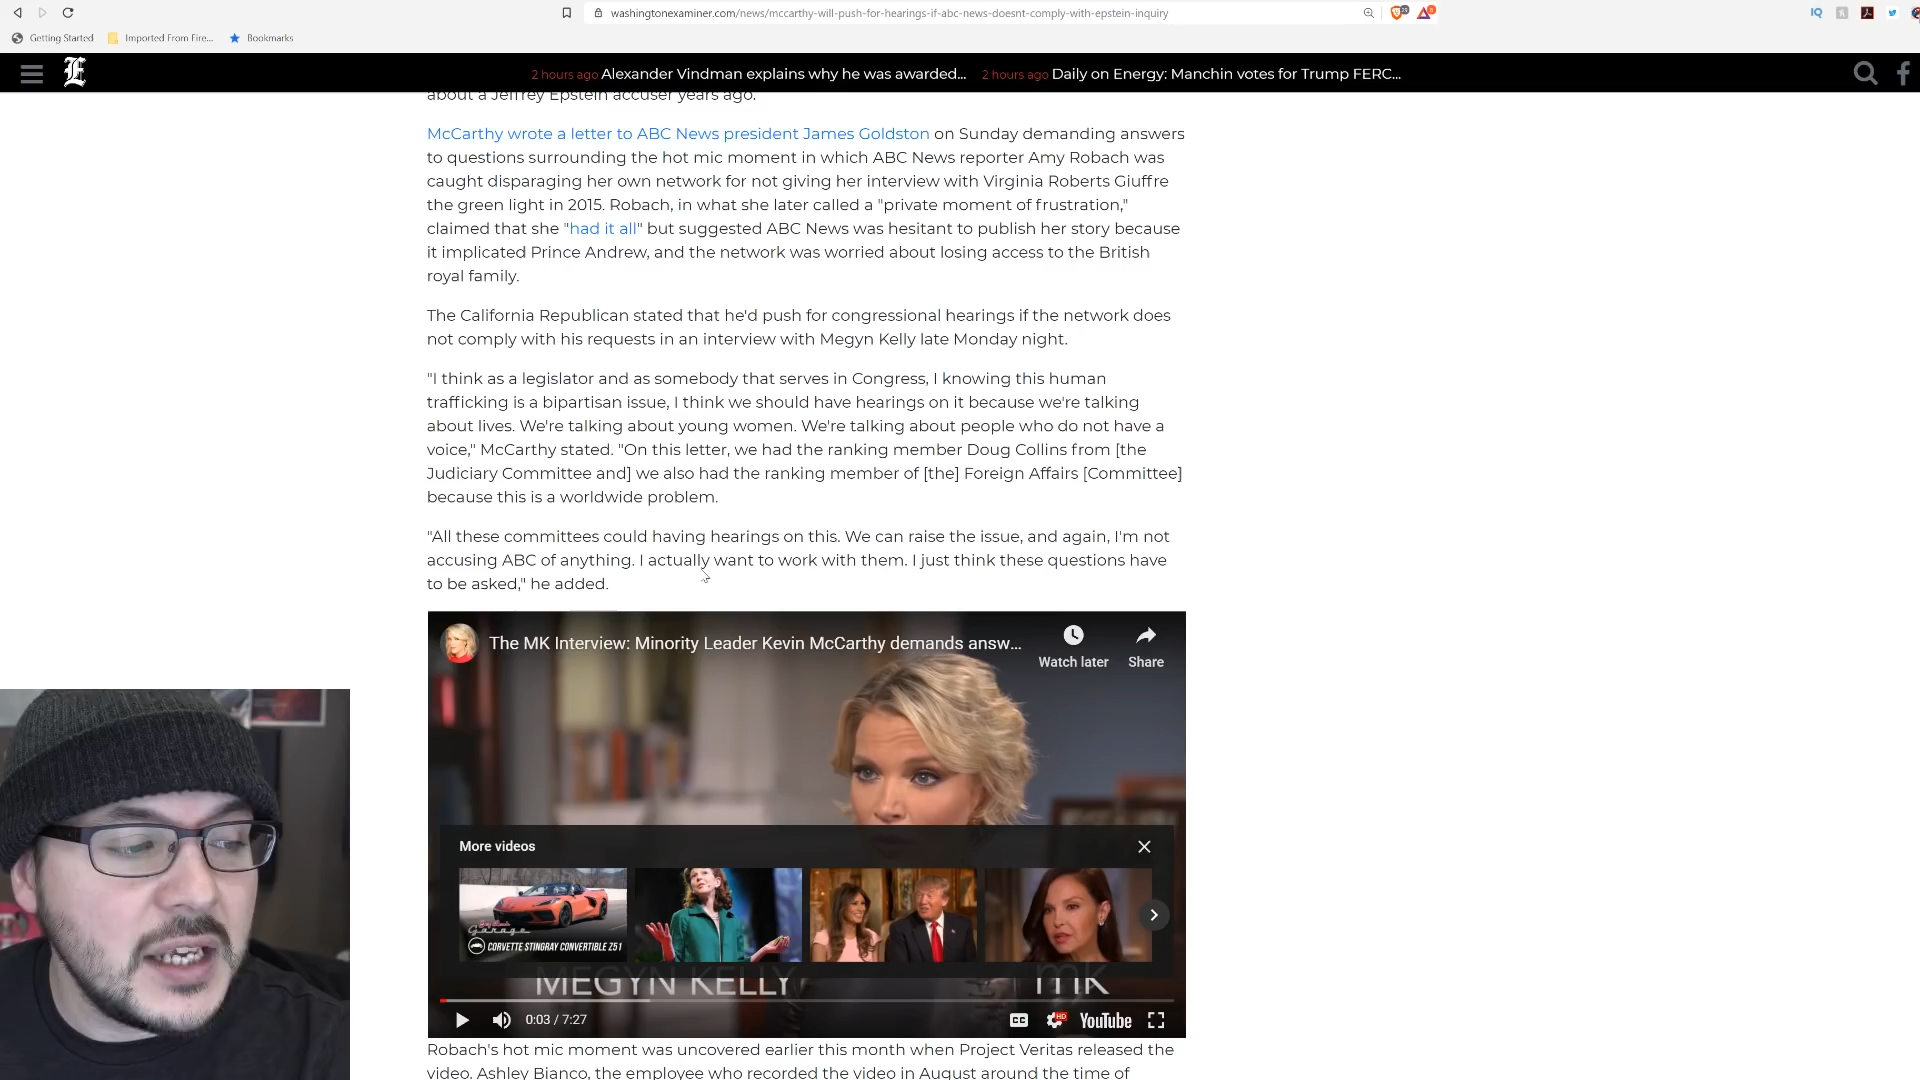 washingtonexaminer.com/news/mccarthy-will-push-for-hearings-if-abc-news-doesnt-comply-with-epstein-inquiry
IQ
Getting Started
Imported From Fire...
Bookmarks
E
2 hours ago Alexander Vindman explains why he was awarded...
2 hours ago Daily on Energy: Manchin votes for Trump FERC...
about a Jeffrey Epstein accuser years ago.
McCarthy wrote a letter to ABC News president James Goldston on Sunday demanding answers
to questions surrounding the hot mic moment in which ABC News reporter Amy Robach was
caught disparaging her own network for not giving her interview with Virginia Roberts Giuffre
the green light in 2015. Robach, in what she later called a "private moment of frustration,"
claimed that she "had it all" but suggested ABC News was hesitant to publish her story because
it implicated Prince Andrew, and the network was worried about losing access to the British
royal family.
The California Republican stated that he'd push for congressional hearings if the network does
not comply with his requests in an interview with Megyn Kelly late Monday night.
"I think as a legislator and as somebody that serves in Congress, I knowing this human
trafficking is a bipartisan issue, I think we should have hearings on it because we're talking
about lives. We're talking about young women. We're talking about people who do not have a
voice," McCarthy stated. "On this letter, we had the ranking member Doug Collins from [the
Judiciary Committee and] we also had the ranking member of [the] Foreign Affairs [Committee]
because this is a worldwide problem.
"All these committees could having hearings on this. We can raise the issue, and again, I'm not
accusing ABC of anything. I actually want to work with them. I just think these questions have
to be asked," he added.
The MK Interview: Minority Leader Kevin McCarthy demands answ...
Watch later
Share
More videos
Garage
CORVETTE STINGRAY CONVERTIBLE Z51
MEGYN KELLY
mk
0:03 / 7:27
CC
HD
YouTube
Robach's hot mic moment was uncovered earlier this month when Project Veritas released the
video. Ashley Bianco, the employee who recorded the video in August around the time of